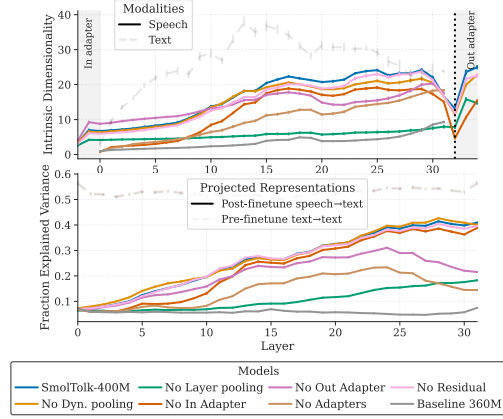 Intrinsic Dimensionality
40
30
20
10
0
In adapter
Modalities
Speech
Text
Out adapter
0
5
10
15
20
25
30
Fraction Explained Variance
0.6
0.5
0.4
0.3
0.2
0.1
Projected Representations
Post-finetune speech→text
Pre-finetune text→text
0
5
10
15
20
25
30
Layer
Models
SmolTolk-400M
No Layer pooling
No Out Adapter
No Residual
No Dyn. pooling
No In Adapter
No Adapters
Baseline 360M